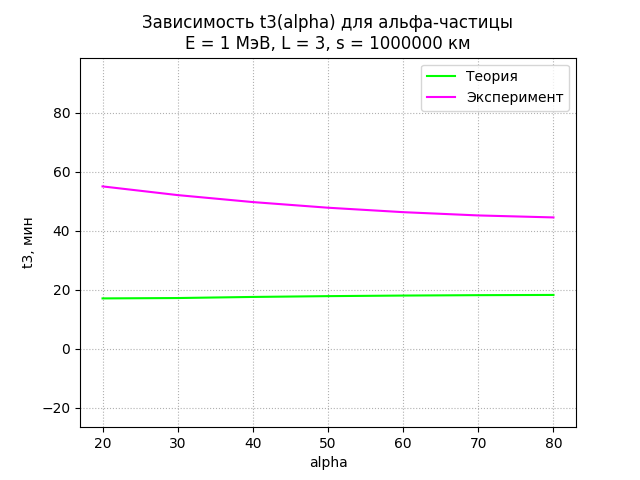 Зависимость t3(alpha) для альфа-частицы
E = 1 МэВ, L = 3, s = 1000000 км
Теория
Эксперимент
80
60
40
20
0
−20
t3, мин
20 30 40 50 60 70 80
alpha